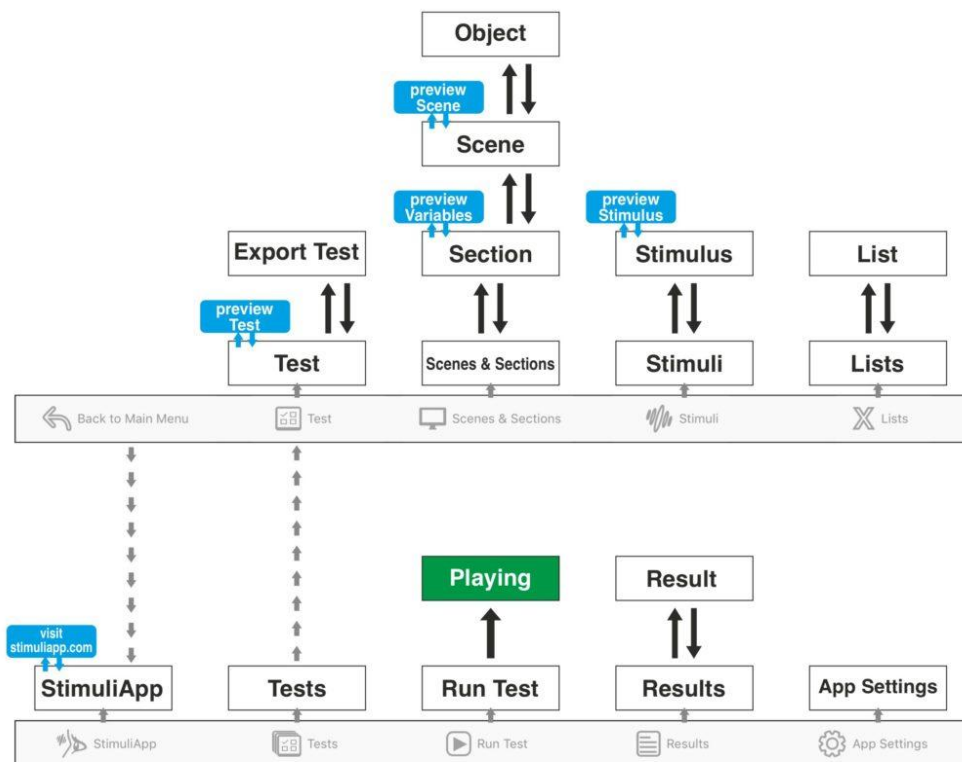 Object
preview
Scene
Scene
preview
Variables
preview
Stimulus
Export Test
Section
Stimulus
List
preview
Test
Test
Scenes & Sections
Stimuli
Lists
Back to Main Menu
Test
Scenes & Sections
Stimuli
Lists
Playing
Result
visit
stimuliapp.com
StimuliApp
Tests
Run Test
Results
App Settings
StimuliApp
Tests
Run Test
Results
App Settings